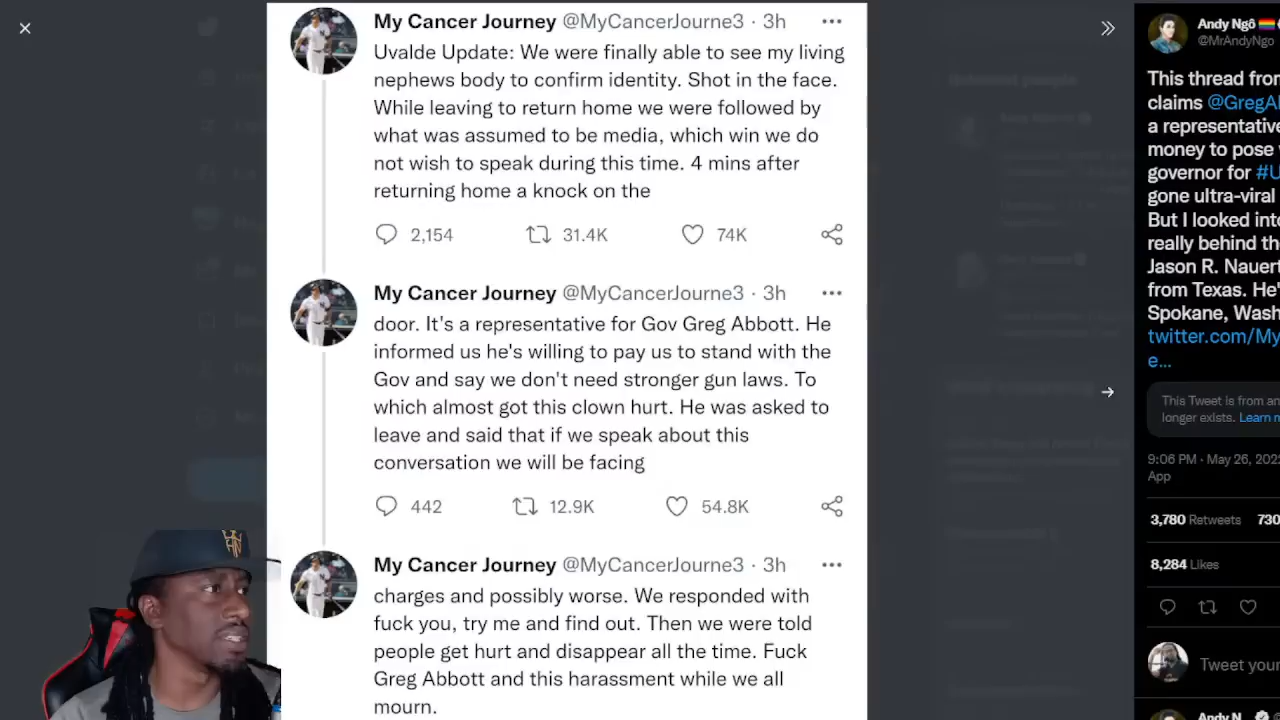 My Cancer Journey @MyCancerJourne3 · 3h
Uvalde Update: We were finally able to see my living
nephews body to confirm identity. Shot in the face.
While leaving to return home we were followed by
what was assumed to be media, which win we do
not wish to speak during this time. 4 mins after
returning home a knock on the
2,154 31.4K 74K
My Cancer Journey @MyCancerJourne3 · 3h
door. It's a representative for Gov Greg Abbott. He
informed us he's willing to pay us to stand with the
Gov and say we don't need stronger gun laws. To
which almost got this clown hurt. He was asked to
leave and said that if we speak about this
conversation we will be facing
442 12.9K 54.8K
My Cancer Journey @MyCancerJourne3 · 3h
charges and possibly worse. We responded with
fuck you, try me and find out. Then we were told
people get hurt and disappear all the time. Fuck
Greg Abbott and this harassment while we all
mourn.
Andy Ngô
@MrAndyNgo
This thread from
claims @GregAb
a representative
money to pose w
governor for #U
gone ultra-viral
But I looked into
really behind the
Jason R. Nauert
from Texas. He'
Spokane, Wash
twitter.com/My
e...
This Tweet is from an
longer exists. Learn m
9:06 PM · May 26, 2022
App
3,780 Retweets 730
8,284 Likes
Tweet your
Andy N